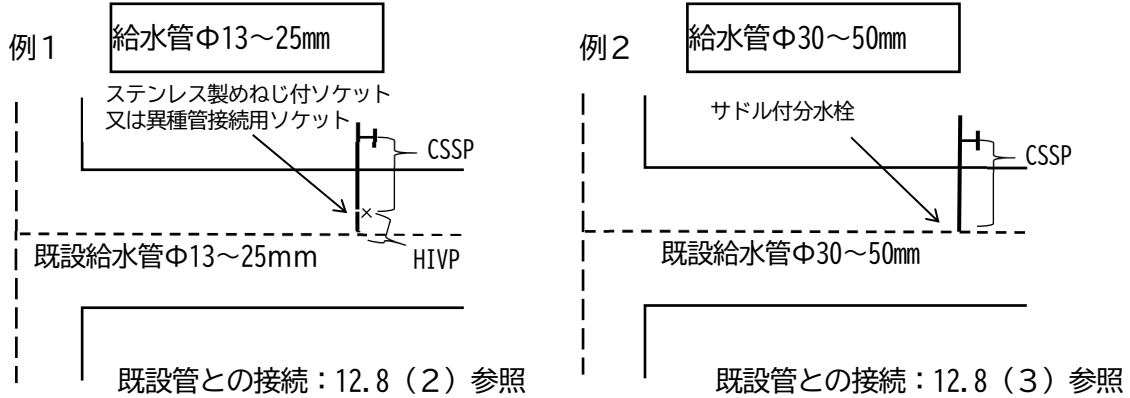 例1
給水管Φ13～25mm
ステンレス製めねじ付ソケット
又は異種管接続用ソケット
CSSP
×
既設給水管Φ13～25mm
HIVP
既設管との接続：12.8（2）参照
例2
給水管Φ30～50mm
サドル付分水栓
CSSP
既設給水管Φ30～50mm
既設管との接続：12.8（3）参照